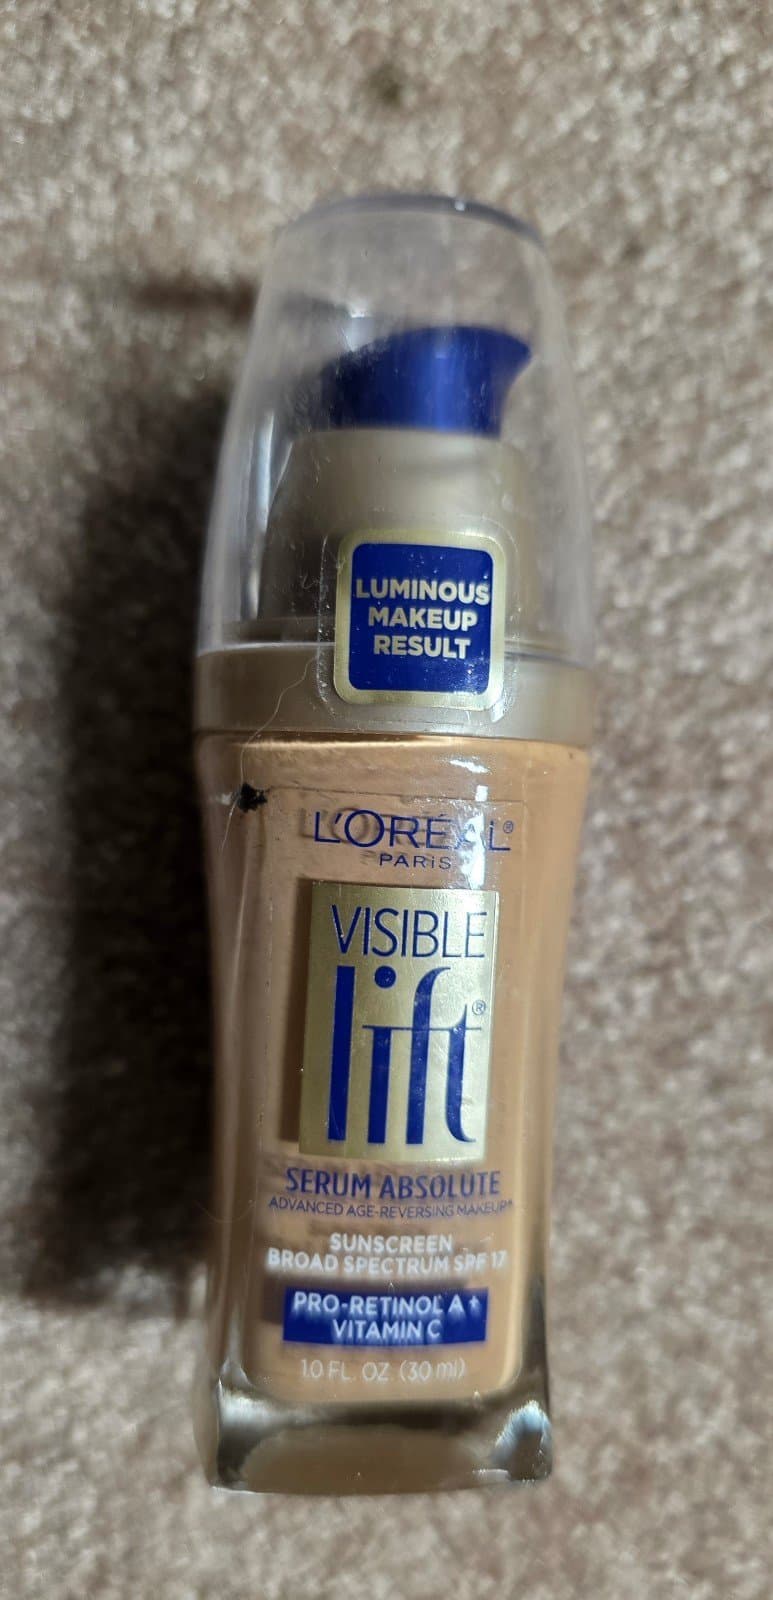 LUMINOUS
MAKEUP
RESULT
L'ORÉAL®
PARiS
VISIBLE
lift®
SERUM ABSOLUTE
ADVANCED AGE-REVERSING MAKEUP*
SUNSCREEN
BROAD SPECTRUM SPF 17
PRO-RETINOL A +
VITAMIN C
1.0 FL. OZ. (30 ml)